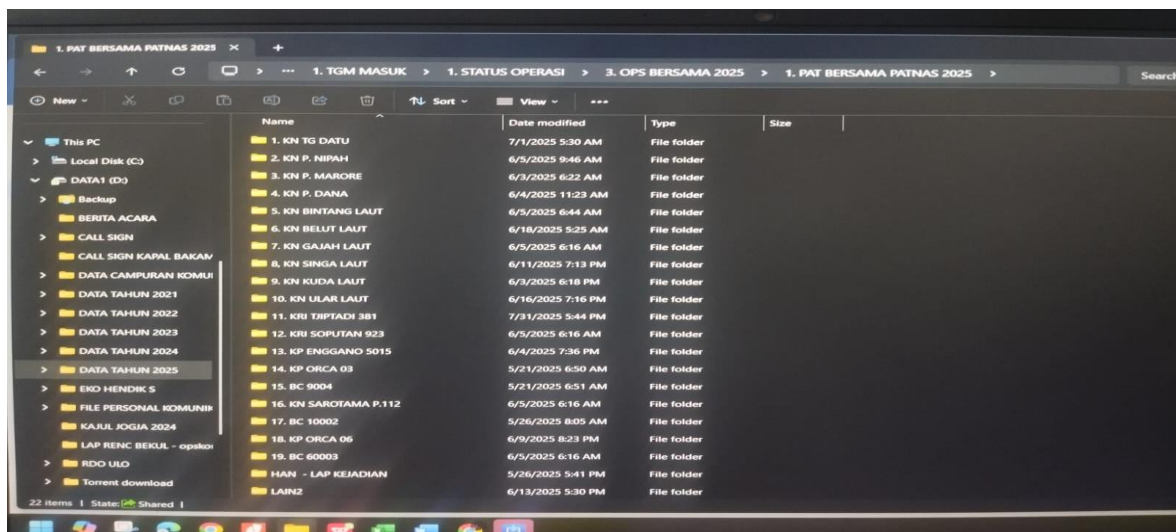 1. PAT BERSAMA PATNAS 2025
1. TGM MASUK > 1. STATUS OPERASI > 3. OPS BERSAMA 2025 > 1. PAT BERSAMA PATNAS 2025 >
Search
New Sort View
Name Date modified Type Size
This PC
Local Disk (C:)
DATA1 (D:)
Backup
BERITA ACARA
CALL SIGN
CALL SIGN KAPAL BAKAM
DATA CAMPURAN KOMUI
DATA TAHUN 2021
DATA TAHUN 2022
DATA TAHUN 2023
DATA TAHUN 2024
DATA TAHUN 2025
EKO HENDIK S
FILE PERSONAL KOMUNIK
KAJUL JOGJA 2024
LAP RENC BEKUL - opskor
RDO ULO
Torrent download
1. KN TG DATU 7/1/2025 5:30 AM File folder
2. KN P. NIPAH 6/5/2025 9:46 AM File folder
3. KN P. MARORE 6/3/2025 6:22 AM File folder
4. KN P. DANA 6/4/2025 11:23 AM File folder
5. KN BINTANG LAUT 6/5/2025 6:44 AM File folder
6. KN BELUT LAUT 6/18/2025 5:25 AM File folder
7. KN GAJAH LAUT 6/5/2025 6:16 AM File folder
8, KN SINGA LAUT 6/11/2025 7:13 PM File folder
9. KN KUDA LAUT 6/3/2025 6:18 PM File folder
10. KN ULAR LAUT 6/16/2025 7:16 PM File folder
11. KRI TJIPTADI 381 7/31/2025 5:44 PM File folder
12. KRI SOPUTAN 923 6/5/2025 6:16 AM File folder
13. KP ENGGANO 5015 6/4/2025 7:36 PM File folder
14. KP ORCA 03 5/21/2025 6:50 AM File folder
15. BC 9004 5/21/2025 6:51 AM File folder
16. KN SAROTAMA P.112 6/5/2025 6:16 AM File folder
17. BC 10002 5/26/2025 8:05 AM File folder
18. KP ORCA 06 6/9/2025 8:23 PM File folder
19. BC 60003 6/5/2025 6:16 AM File folder
HAN - LAP KEJADIAN 5/26/2025 5:41 PM File folder
LAIN2 6/13/2025 5:30 PM File folder
22 items State: Shared